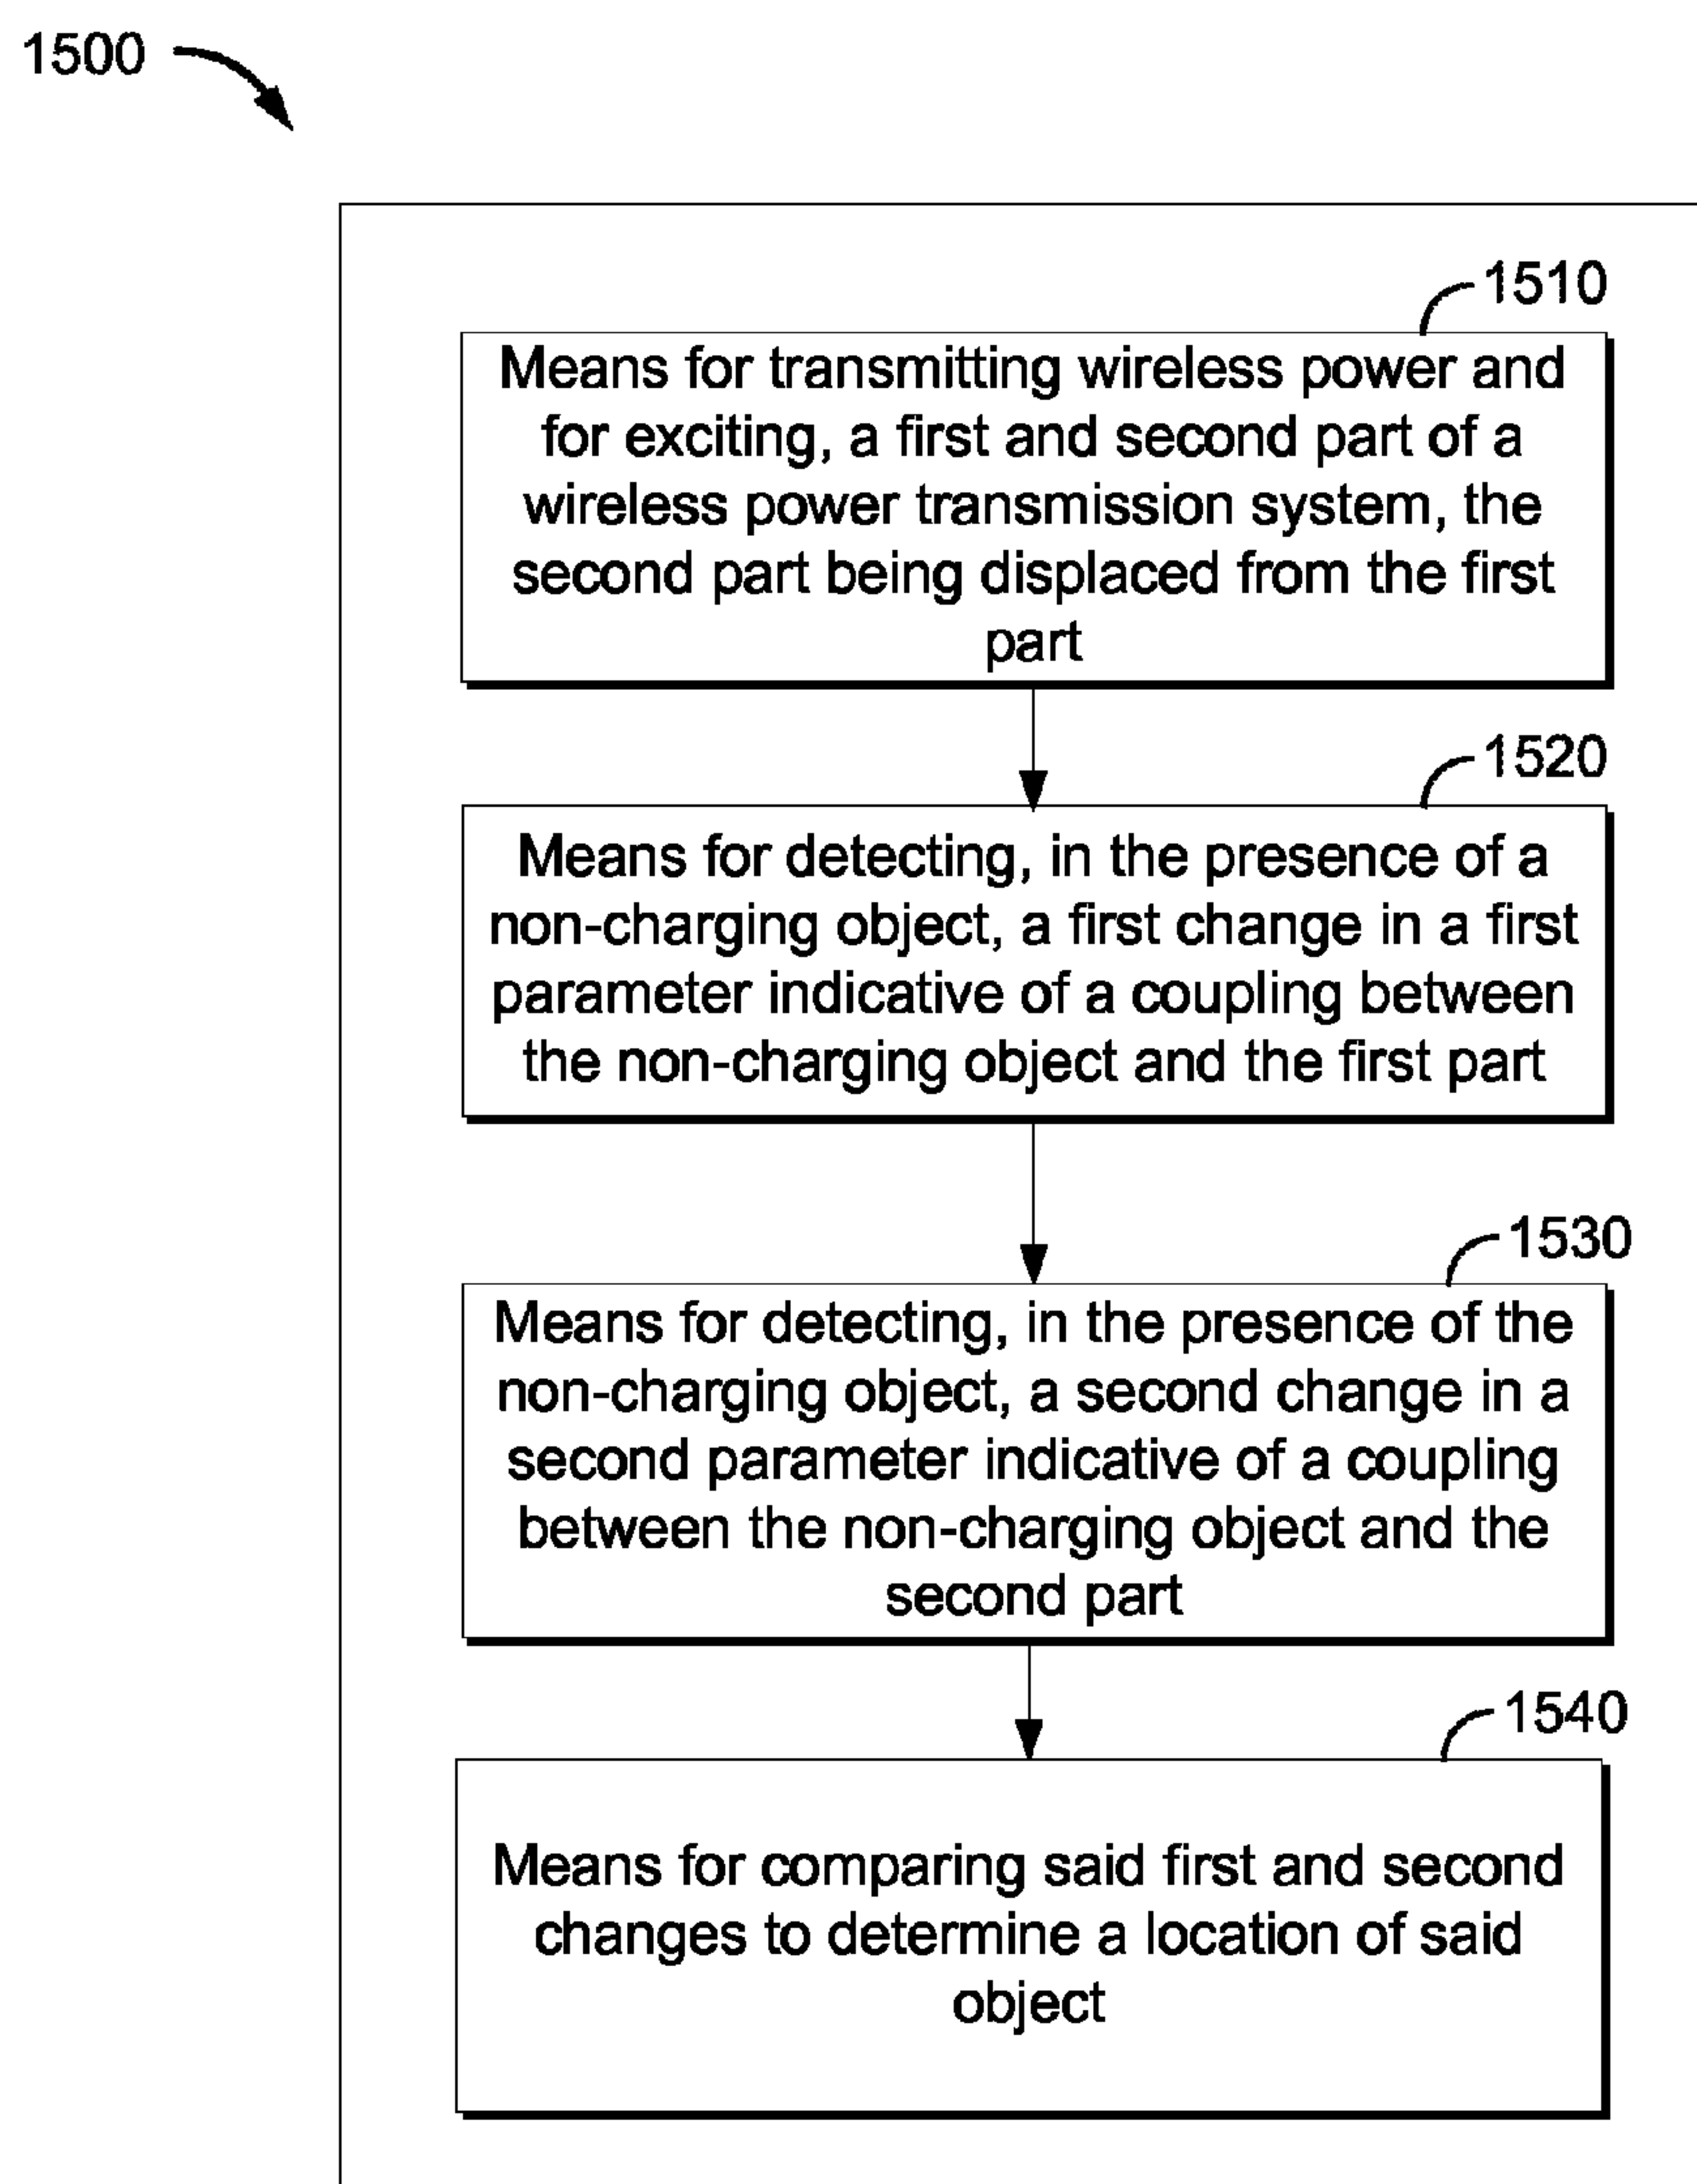 1500
1510
Means for transmitting wireless power and
for exciting, a first and second part of a
wireless power transmission system, the
second part being displaced from the first
part
1520
Means for detecting, in the presence of a
non-charging object, a first change in a first
parameter indicative of a coupling between
the non-charging object and the first part
1530
Means for detecting, in the presence of the
non-charging object, a second change in a
second parameter indicative of a coupling
between the non-charging object and the
second part
1540
Means for comparing said first and second
changes to determine a location of said
object